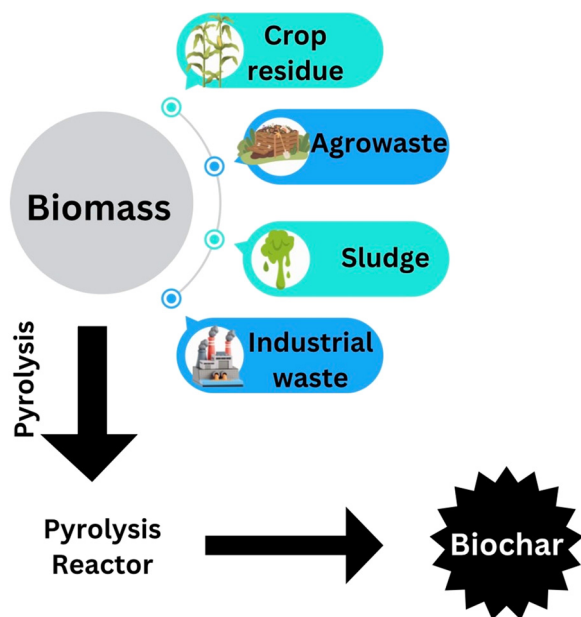 Crop
residue
Agrowaste
Biomass
Sludge
Industrial
waste
Pyrolysis
Pyrolysis
Reactor
Biochar